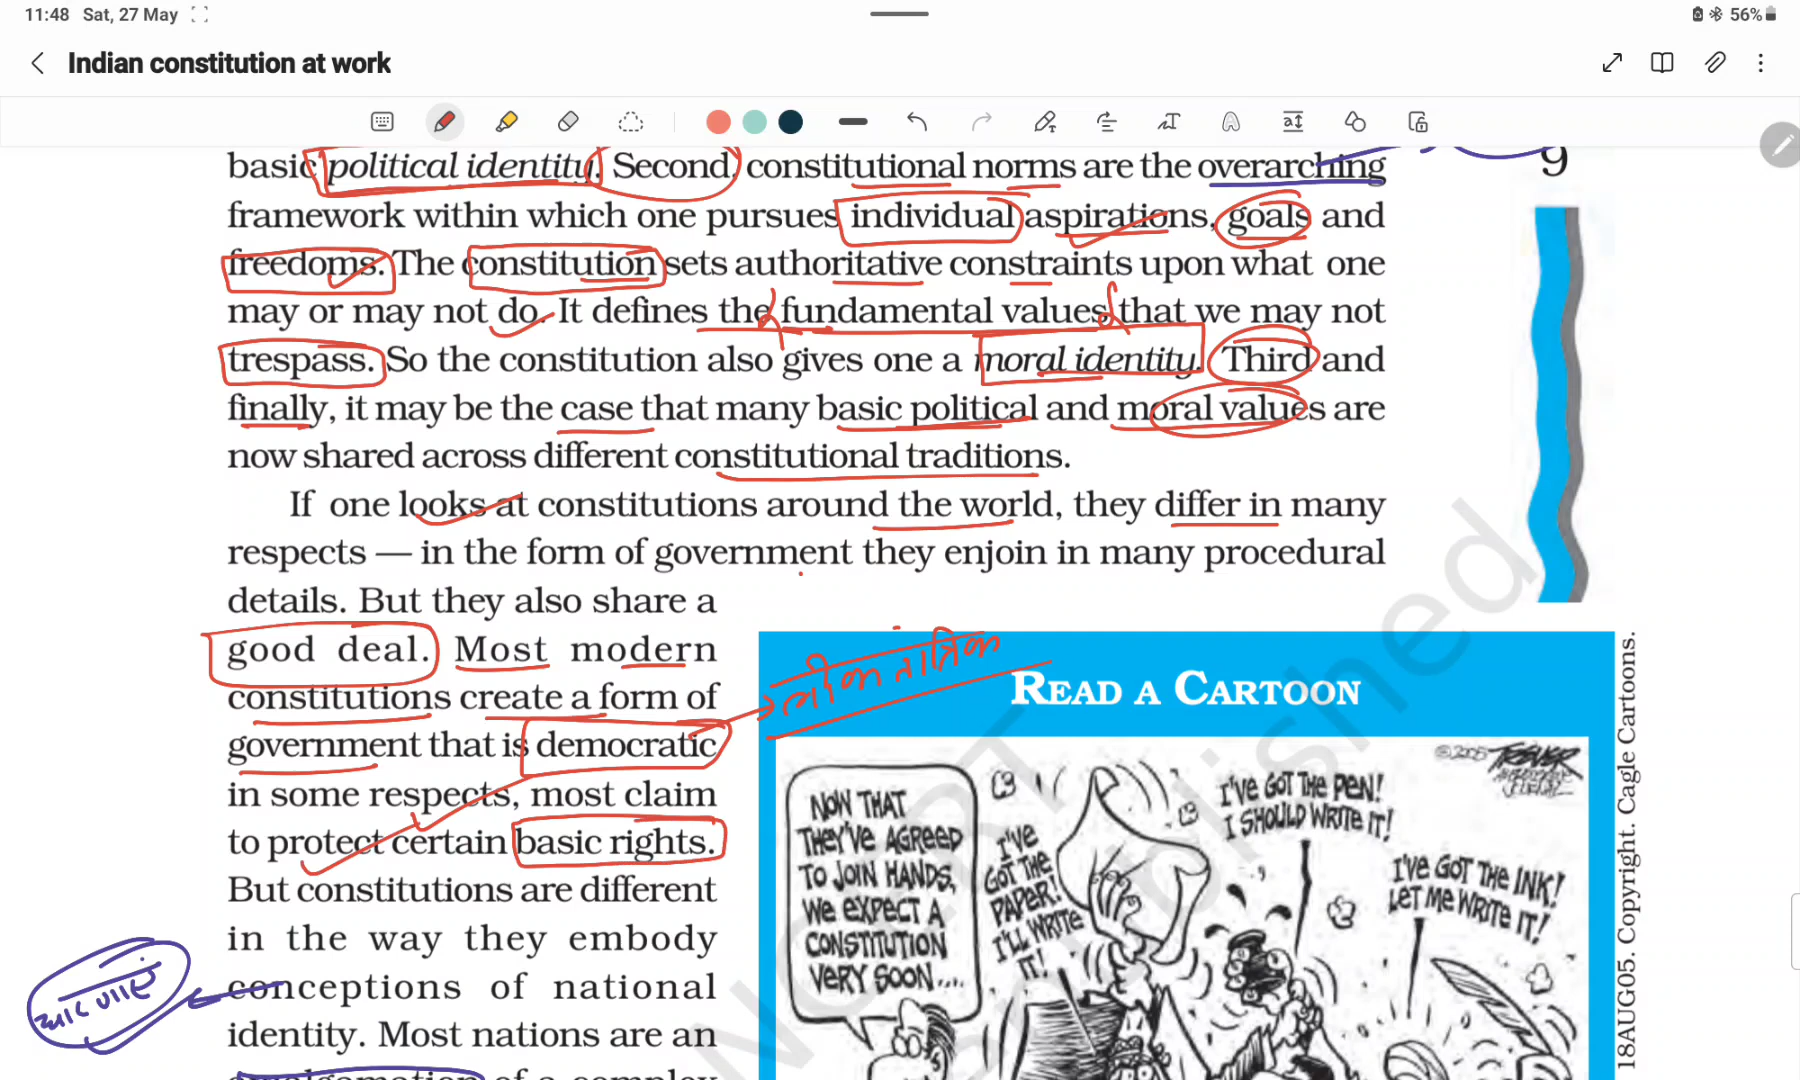 11:48 Sat, 27 May
56%
Indian constitution at work
basic political identity. Second, constitutional norms are the overarching
9
framework within which one pursues individual aspirations, goals and
freedoms. The constitution sets authoritative constraints upon what one
may or may not do. It defines the fundamental values that we may not
trespass. So the constitution also gives one a moral identity. Third and
finally, it may be the case that many basic political and moral values are
now shared across different constitutional traditions.
If one looks at constitutions around the world, they differ in many
respects — in the form of government they enjoin in many procedural
details. But they also share a
good deal. Most modern
constitutions create a form of
government that is democratic
in some respects, most claim
to protect certain basic rights.
But constitutions are different
in the way they embody
conceptions of national
identity. Most nations are an
amalgamation of a complex
लोकतांत्रिक
READ A CARTOON
©2005
NOW THAT
THEY'VE AGREED
TO JOIN HANDS,
WE EXPECT A
CONSTITUTION
VERY SOON....
I'VE
GOT THE
PAPER!
I'LL WRITE
IT!
I'VE GOT THE PEN!
I SHOULD WRITE IT!
I'VE GOT THE INK!
LET ME WRITE IT!
18AUG05. Copyright. Cagle Cartoons.